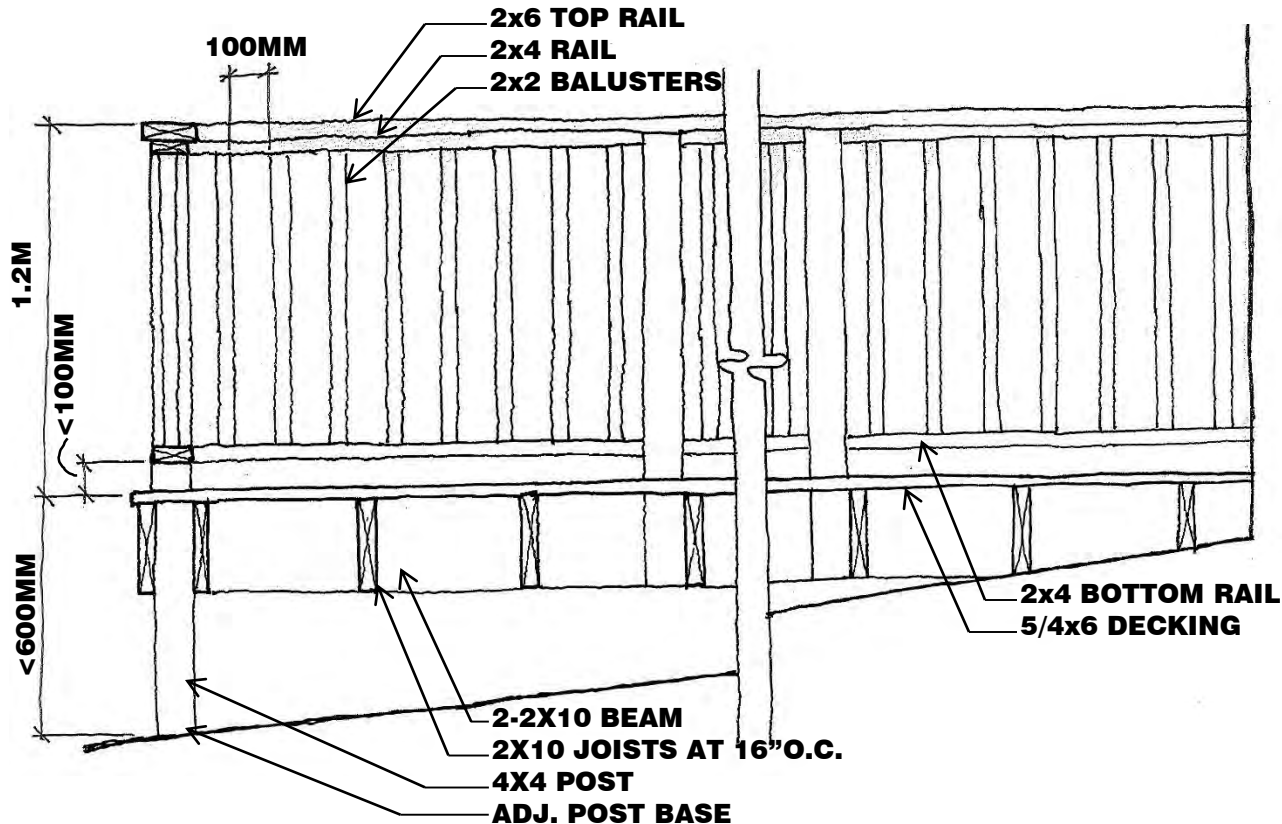 2x6 TOP RAIL
100MM
2x4 RAIL
2x2 BALUSTERS
1.2M
<100MM
<600MM
2x4 BOTTOM RAIL
5/4x6 DECKING
2-2X10 BEAM
2X10 JOISTS AT 16”O.C.
4X4 POST
ADJ. POST BASE